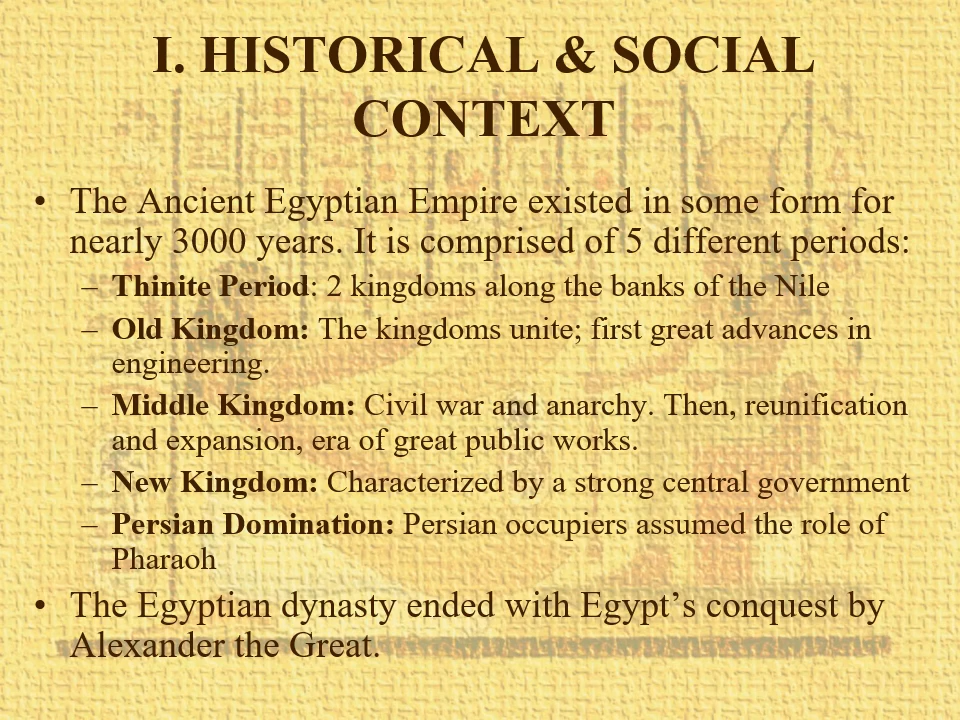 I. HISTORICAL & SOCIAL
CONTEXT
• The Ancient Egyptian Empire existed in some form for
nearly 3000 years. It is comprised of 5 different periods:
– Thinite Period: 2 kingdoms along the banks of the Nile
– Old Kingdom: The kingdoms unite; first great advances in
engineering.
– Middle Kingdom: Civil war and anarchy. Then, reunification
and expansion, era of great public works.
– New Kingdom: Characterized by a strong central government
– Persian Domination: Persian occupiers assumed the role of
Pharaoh
• The Egyptian dynasty ended with Egypt’s conquest by
Alexander the Great.